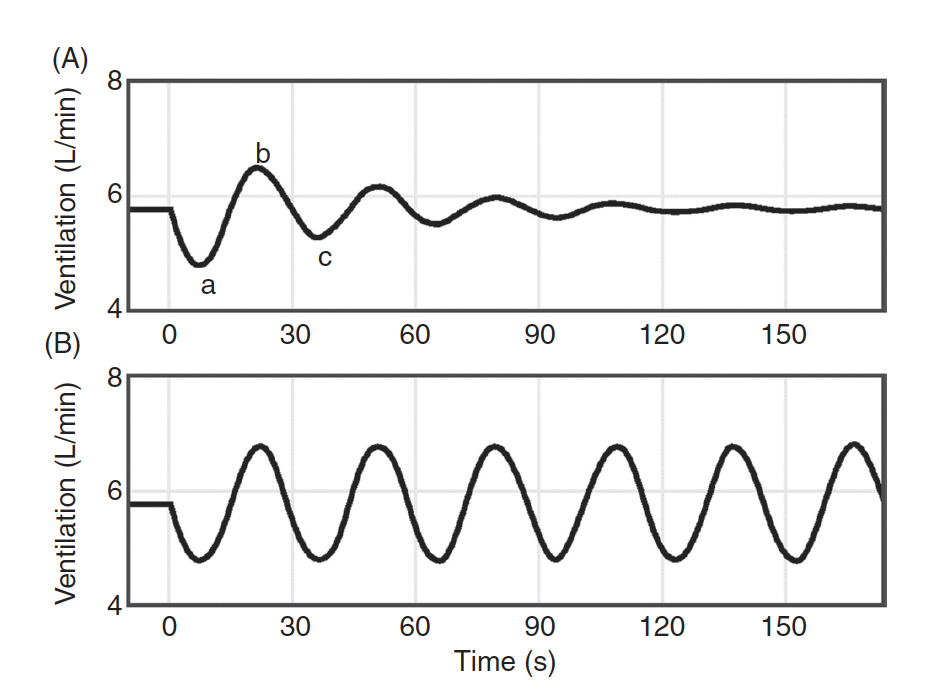 (A)
Ventilation (L/min)
8
6
4
b
a
c
0 30 60 90 120 150
(B)
Ventilation (L/min)
8
6
4
0 30 60 90 120 150
Time (s)